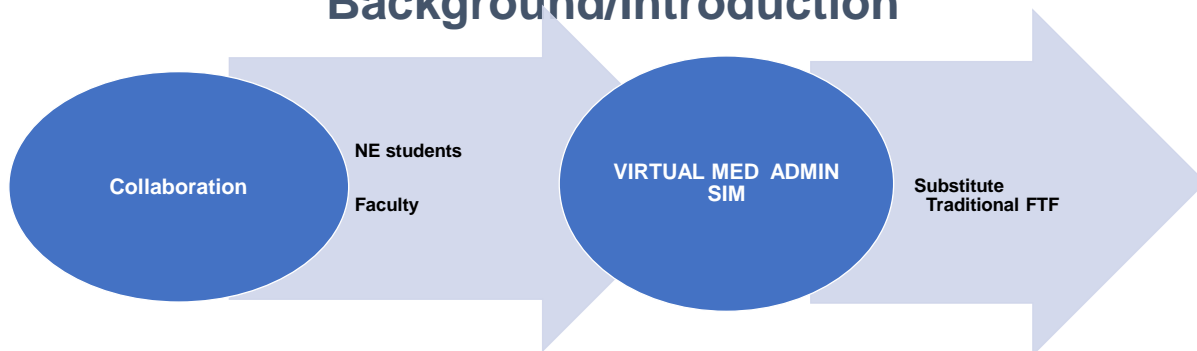 Background/Introduction
Collaboration
NE students
Faculty
VIRTUAL MED ADMIN
SIM
Substitute
Traditional FTF